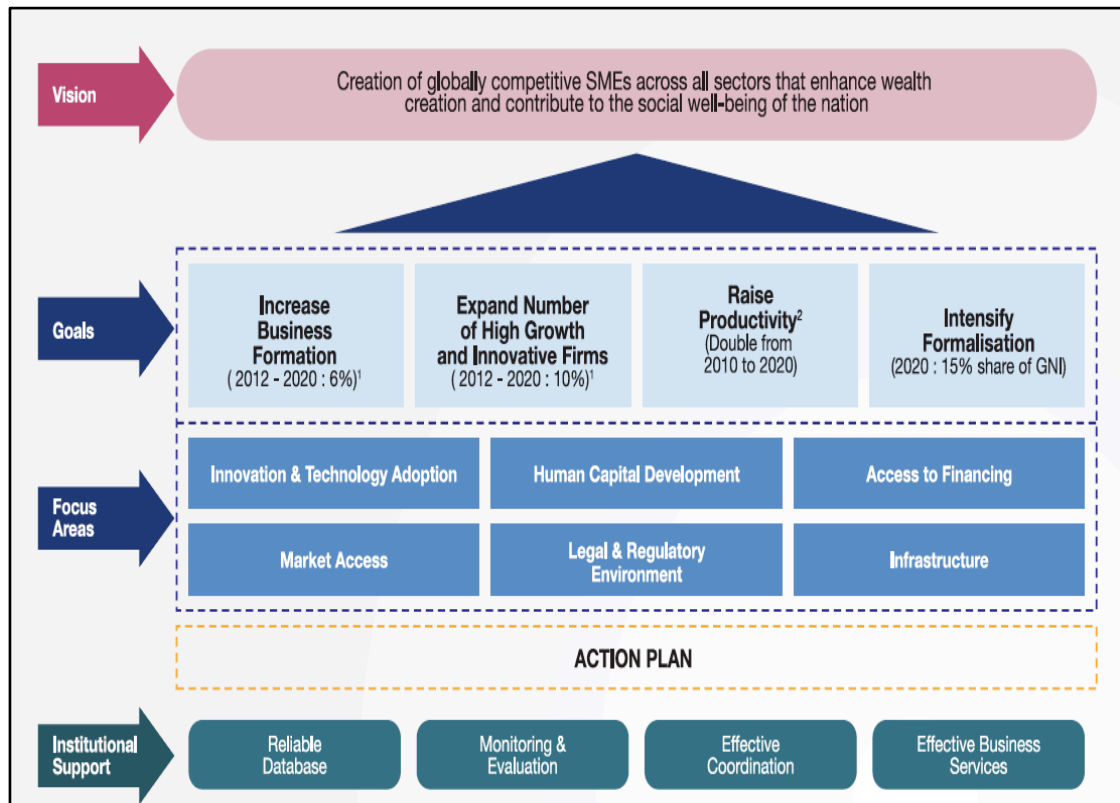 Vision
Creation of globally competitive SMEs across all sectors that enhance wealth
creation and contribute to the social well-being of the nation
Goals
Increase
Business
Formation
( 2012 - 2020 : 6%)¹
Expand Number
of High Growth
and Innovative Firms
( 2012 - 2020 : 10%)¹
Raise
Productivity²
(Double from
2010 to 2020)
Intensify
Formalisation
(2020 : 15% share of GNI)
Focus
Areas
Innovation & Technology Adoption
Human Capital Development
Access to Financing
Market Access
Legal & Regulatory
Environment
Infrastructure
ACTION PLAN
Institutional
Support
Reliable
Database
Monitoring &
Evaluation
Effective
Coordination
Effective Business
Services